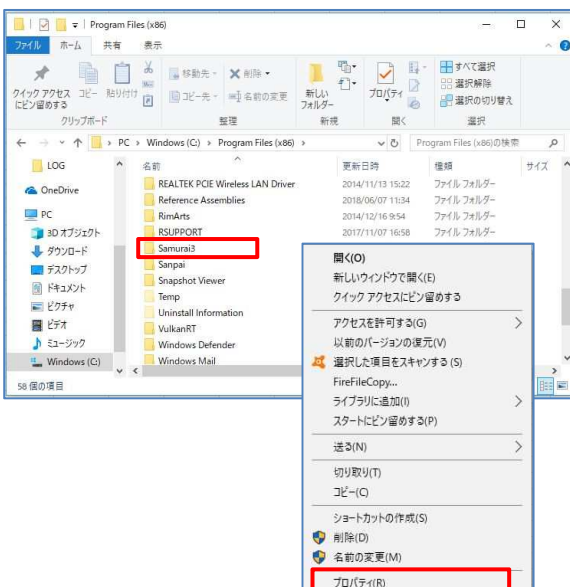 Program Files (x86)
ファイル ホーム 共有 表示
クイック アクセスにピン留めする コピー 貼り付け
移動先 削除
コピー先 名前の変更
新しいフォルダー
プロパティ
すべて選択
選択解除
選択の切り替え
クリップボード 整理 新規 開く 選択
PC > Windows (C:) > Program Files (x86) > Program Files (x86)の検索
名前 更新日時 種類 サイズ
LOG
OneDrive
PC
3D オブジェクト
ダウンロード
デスクトップ
ドキュメント
ピクチャ
ビデオ
ミュージック
Windows (C:)
REALTEK PCIE Wireless LAN Driver 2014/11/13 15:22 ファイル フォルダー
Reference Assemblies 2018/06/07 11:34 ファイル フォルダー
RimArts 2014/12/16 9:54 ファイル フォルダー
RSUPPORT 2017/11/07 16:58 ファイル フォルダー
Samurai3
Sanpai
Snapshot Viewer
Temp
Uninstall Information
VulkanRT
Windows Defender
Windows Mail
58 個の項目
開く(O)
新しいウィンドウで開く(E)
クイック アクセスにピン留めする
アクセスを許可する(G)
以前のバージョンの復元(V)
選択した項目をスキャンする (S)
FireFileCopy...
ライブラリに追加(I)
スタートにピン留めする(P)
送る(N)
切り取り(T)
コピー(C)
ショートカットの作成(S)
削除(D)
名前の変更(M)
プロパティ(R)